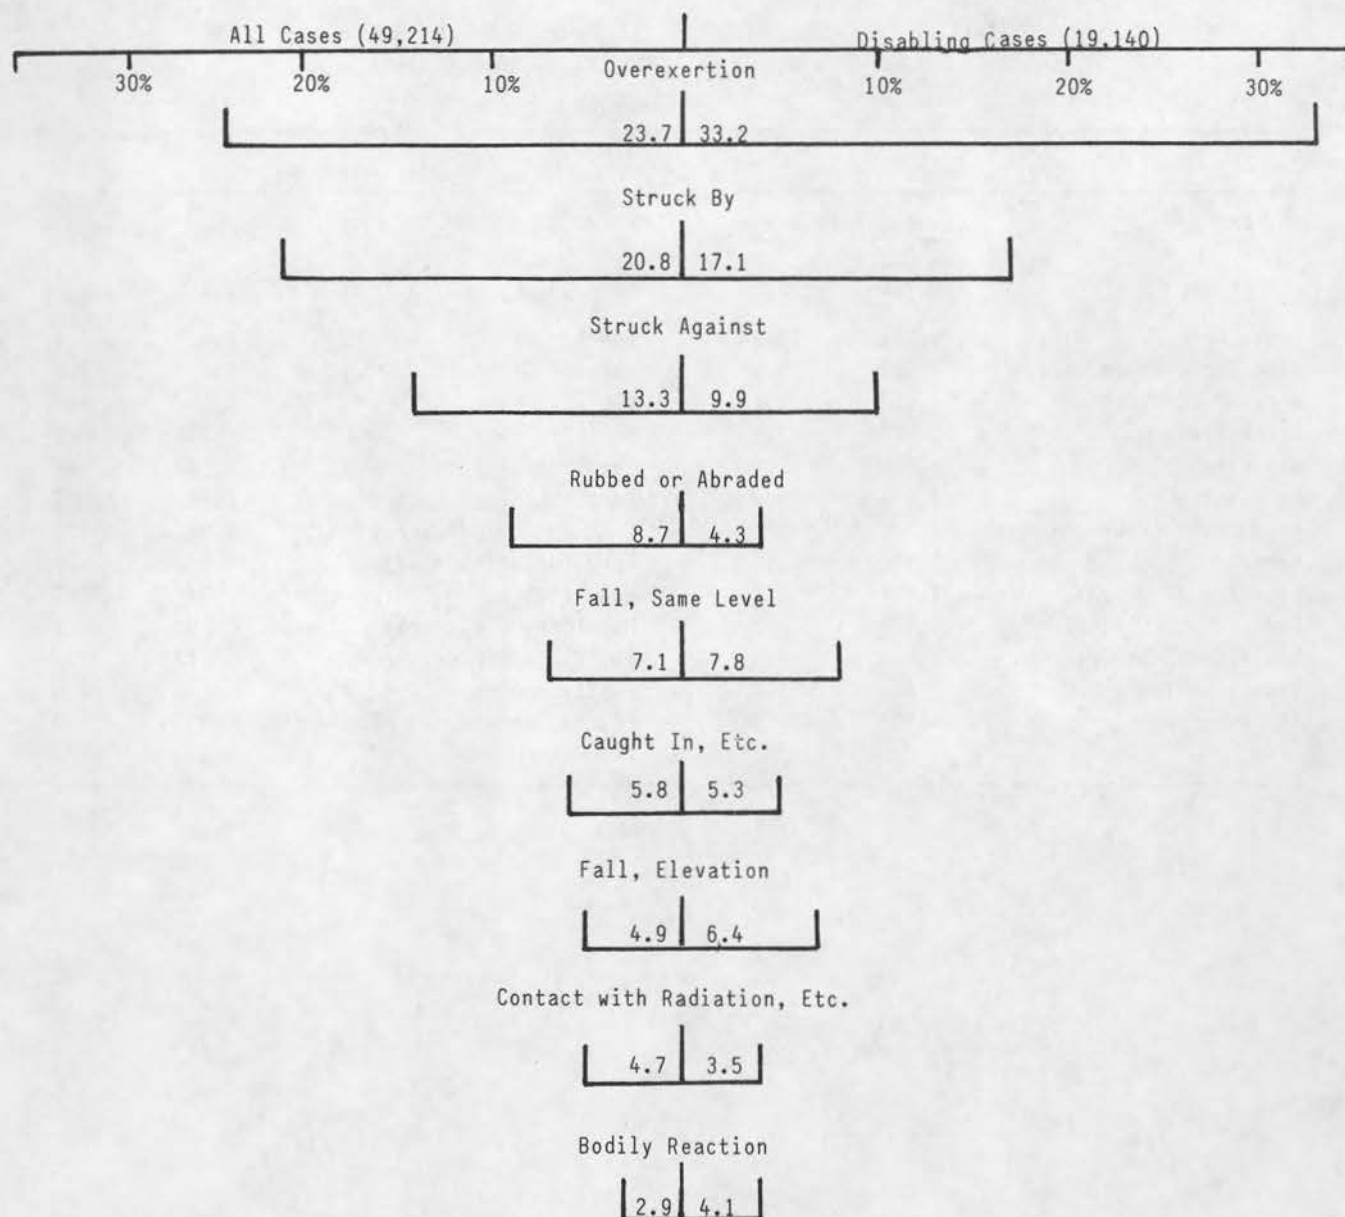 All Cases (49,214) Disabling Cases (19,140)
30% 20% 10% Overexertion 10% 20% 30%
23.7 33.2
Struck By
20.8 17.1
Struck Against
13.3 9.9
Rubbed or Abraded
8.7 4.3
Fall, Same Level
7.1 7.8
Caught In, Etc.
5.8 5.3
Fall, Elevation
4.9 6.4
Contact with Radiation, Etc.
4.7 3.5
Bodily Reaction
2.9 4.1